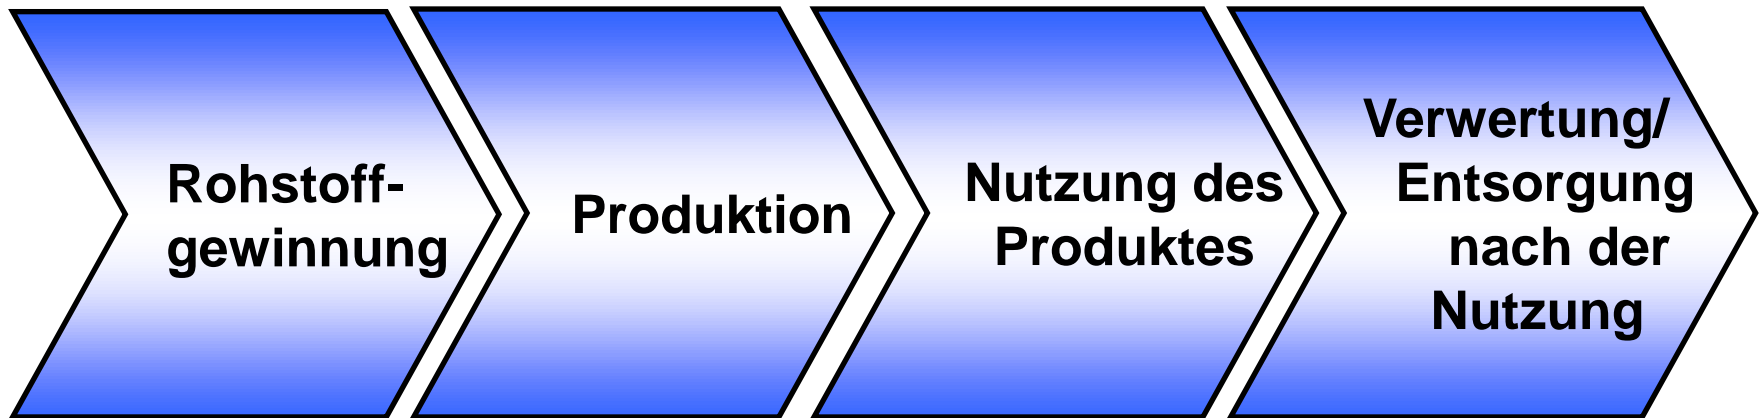 Rohstoff-
gewinnung
Produktion
Nutzung des
Produktes
Verwertung/
Entsorgung
nach der
Nutzung